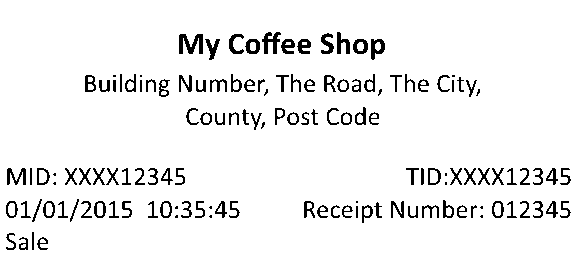 My Coffee Shop
Building Number, The Road, The City,
County, Post Code
MID: XXXX12345 TID:XXXX12345
01/01/2015 10:35:45 Receipt Number: 012345
Sale